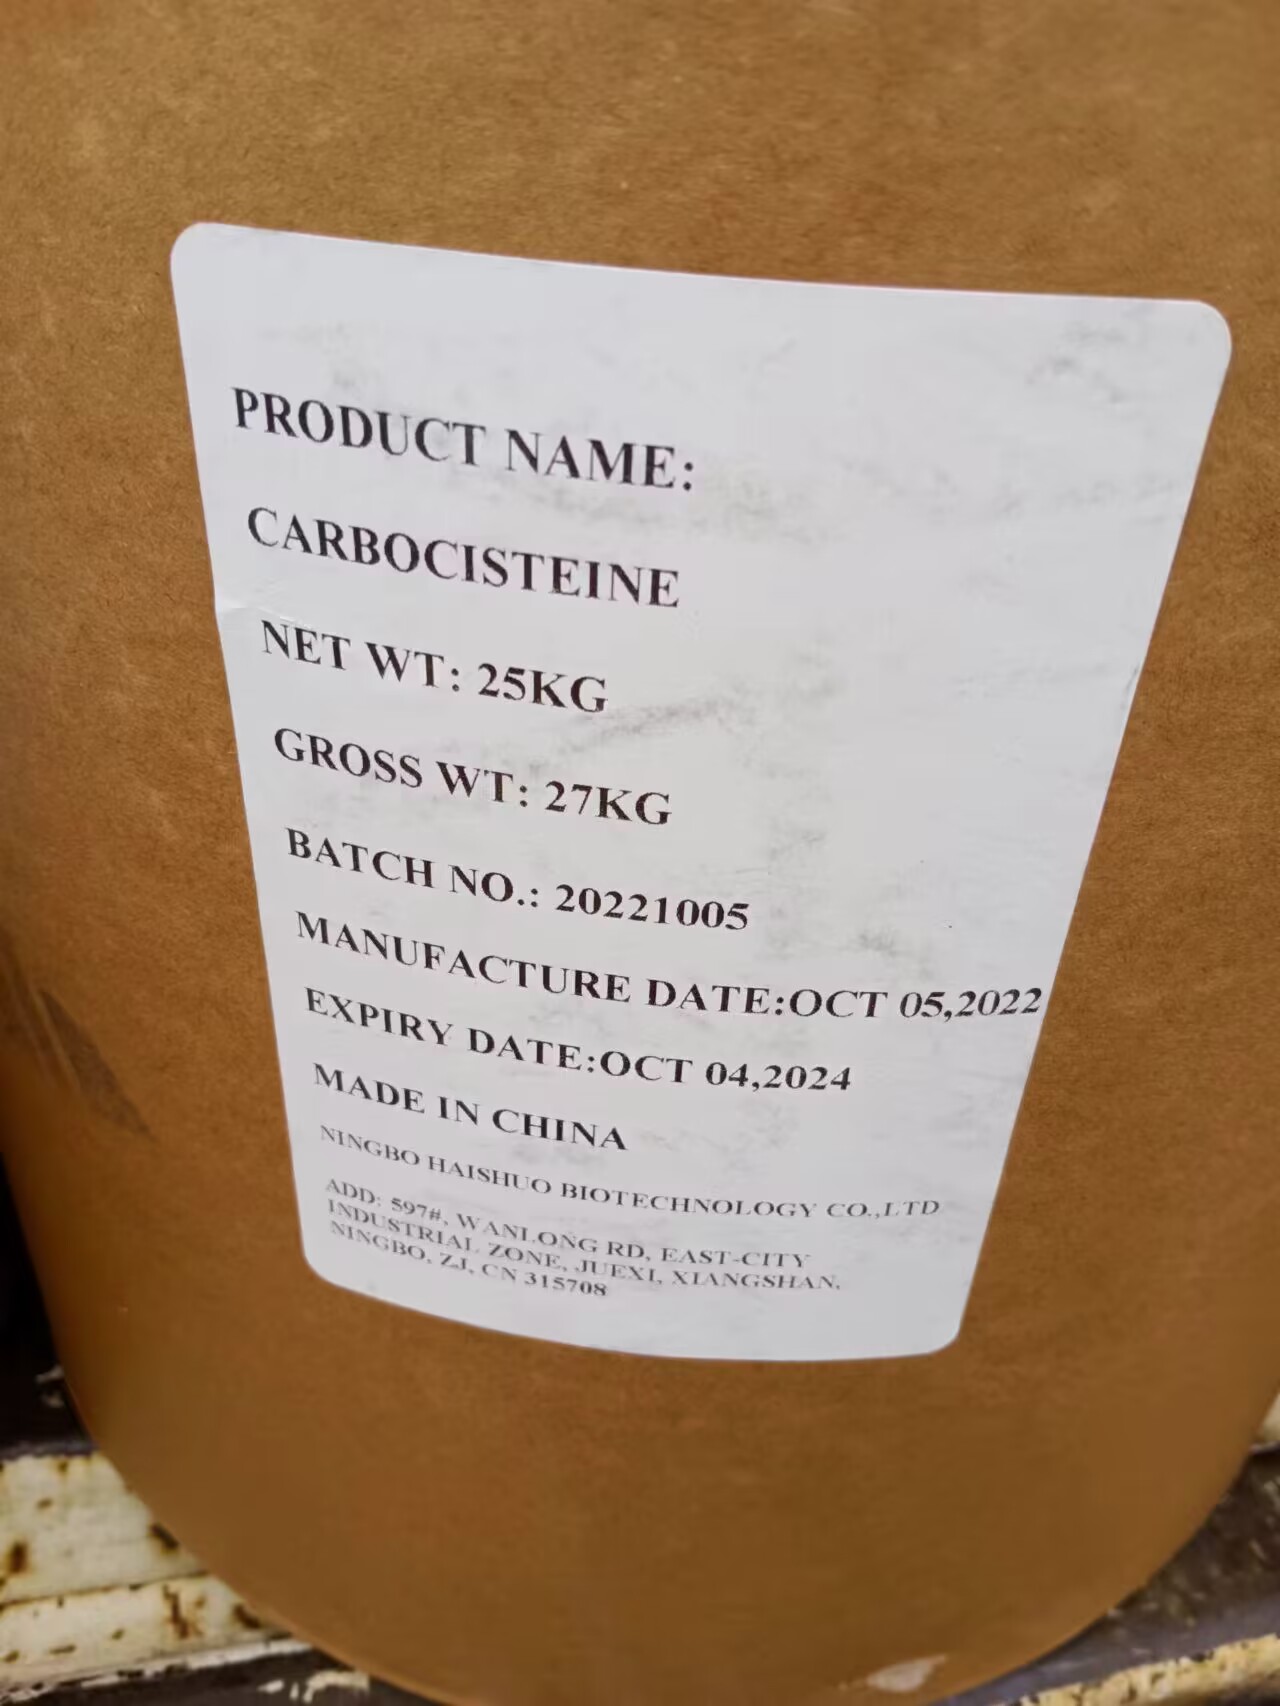 PRODUCT NAME:
CARBOCISTEINE
NET WT: 25KG
GROSS WT: 27KG
BATCH NO.: 20221005
MANUFACTURE DATE:OCT 05,2022
EXPIRY DATE:OCT 04,2024
MADE IN CHINA
NINGBO HAISHUO BIOTECHNOLOGY CO.,LTD
ADD: 597#, WANLONG RD, EAST-CITY
INDUSTRIAL ZONE, JUEXI, XIANGSHAN,
NINGBO, ZJ, CN 315708